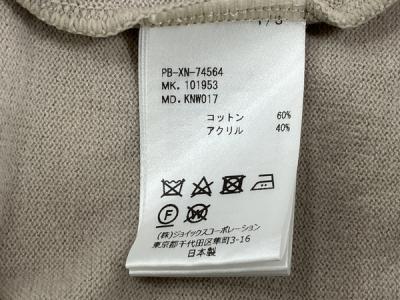 PB-XN-74564
MK. 101953
MD. KNW017
コットン 60%
アクリル 40%
(株)ジョイックスコーポレーション
東京都千代田区隼町3-16
日本製